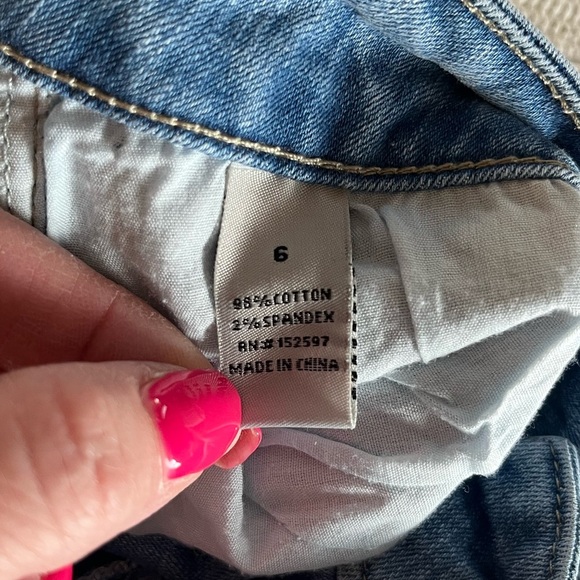 6
98%COTTON
2%SPANDEX
RN# 152597
MADE IN CHINA